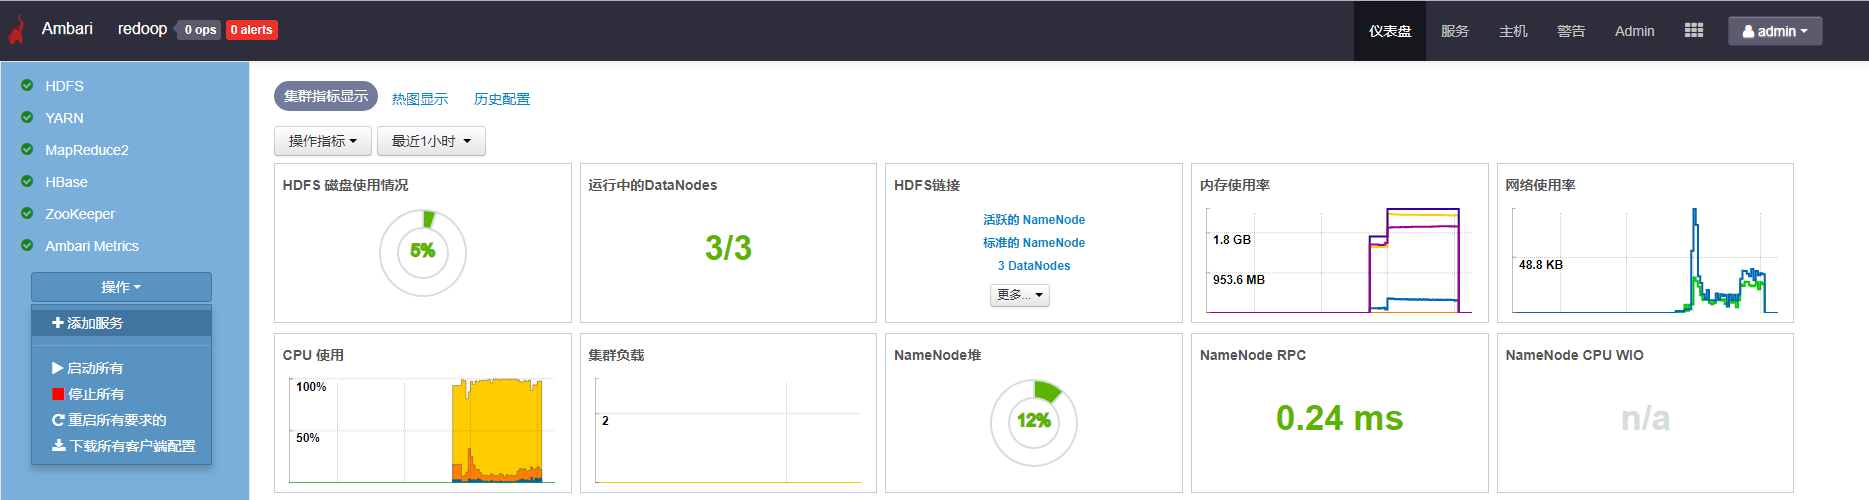 Ambari redoop 0 ops 0 alerts 仪表盘 服务 主机 警告 Admin admin
HDFS
YARN
MapReduce2
HBase
ZooKeeper
Ambari Metrics
操作
添加服务
启动所有
停止所有
重启所有要求的
下载所有客户端配置
集群指标显示 热图显示 历史配置
操作指标 最近1小时
HDFS 磁盘使用情况
5%
运行中的DataNodes
3/3
HDFS链接
活跃的 NameNode
标准的 NameNode
3 DataNodes
更多...
内存使用率
1.8 GB
953.6 MB
网络使用率
48.8 KB
CPU 使用
100%
50%
集群负载
2
NameNode堆
12%
NameNode RPC
0.24 ms
NameNode CPU WIO
n/a